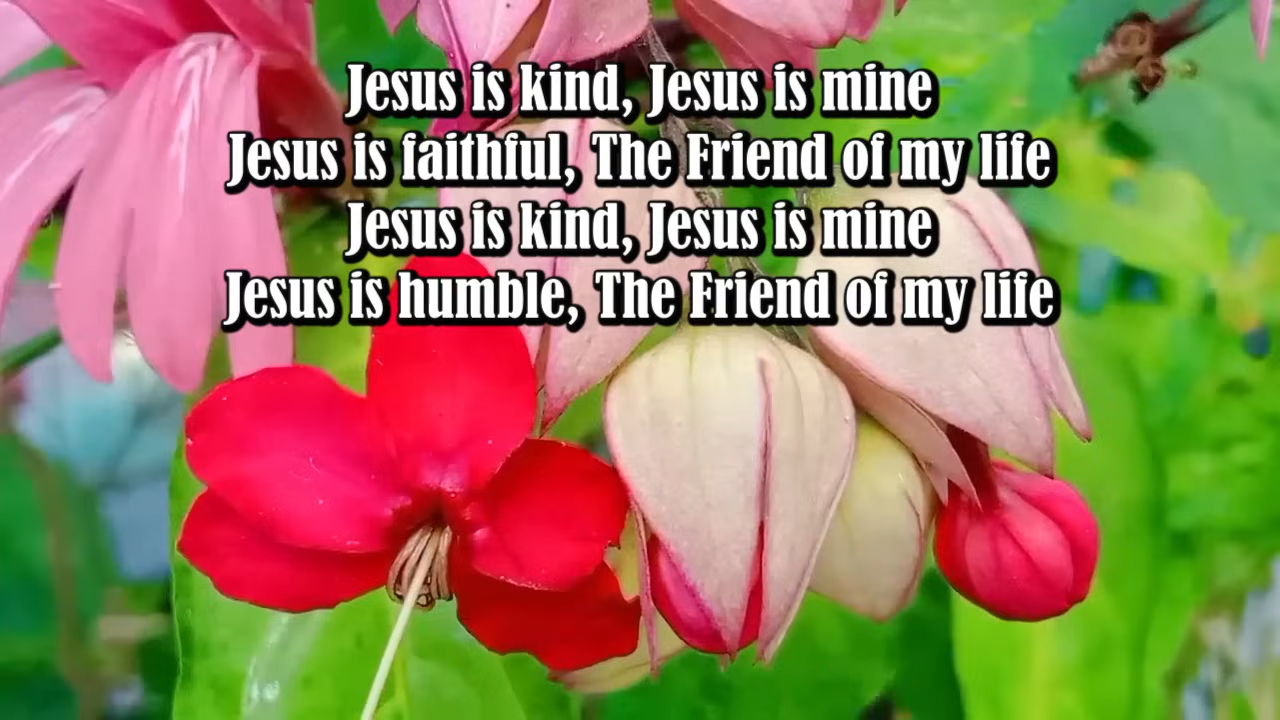 Jesus is kind, Jesus is mine
Jesus is faithful, The Friend of my life
Jesus is kind, Jesus is mine
Jesus is humble, The Friend of my life